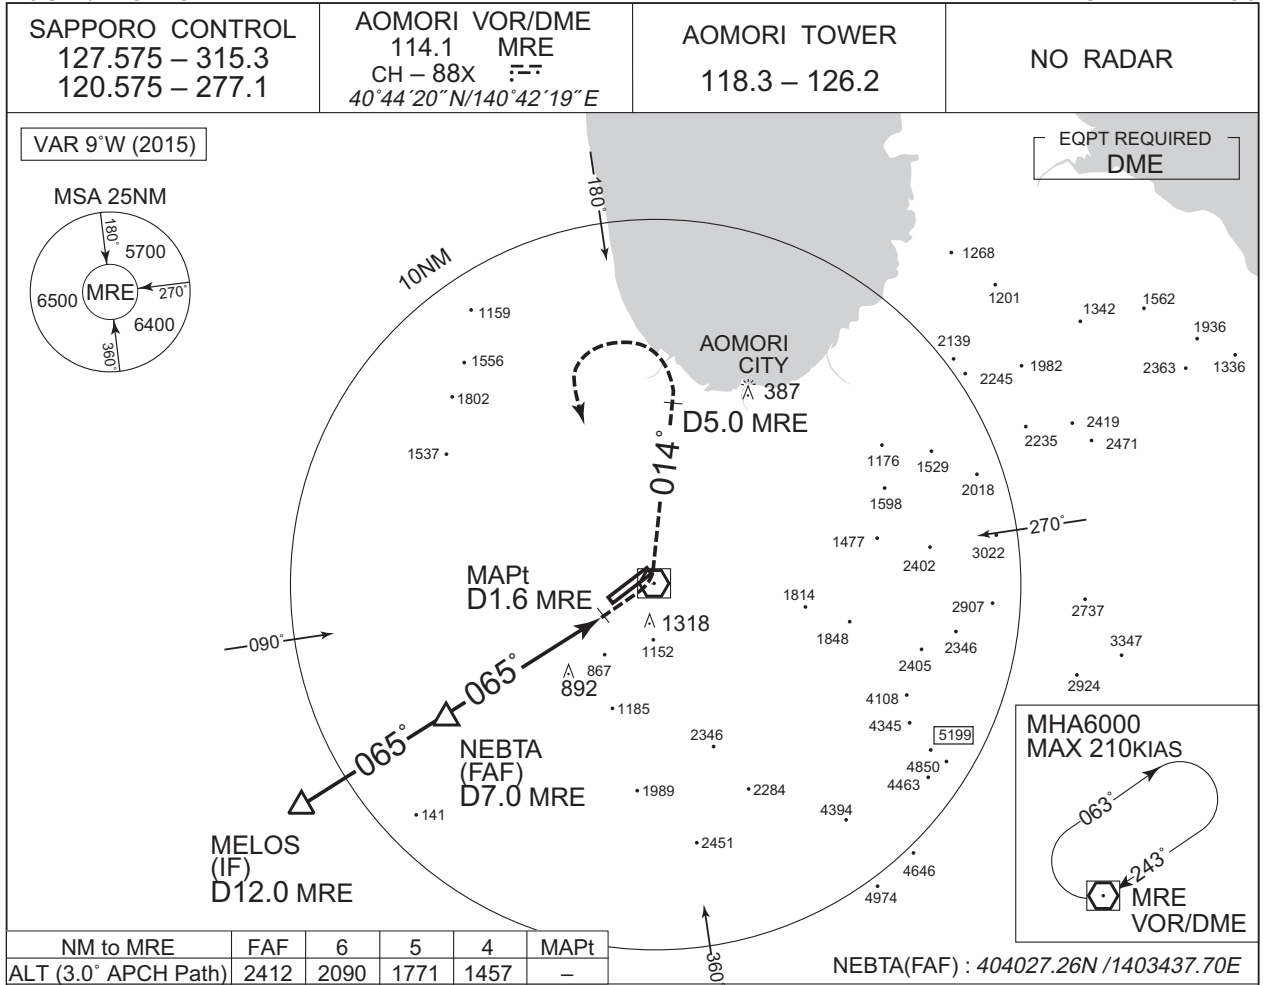 SAPPORO CONTROL
127.575 – 315.3
120.575 – 277.1
AOMORI VOR/DME
114.1 MRE
CH – 88X
40˚44´20˝N/140˚42´19˝E
AOMORI TOWER
118.3 – 126.2
NO RADAR
VAR 9˚W (2015)
EQPT REQUIRED
DME
MSA 25NM
180˚
5700
6500
MRE
270˚
6400
360˚
180˚
10NM
1268
1201
1342
1562
1936
1159
1556
1802
1537
AOMORI
CITY
387
D5.0 MRE
014˚
2139
2245
1982
2363
1336
2235
2419
2471
1176
1529
2018
1598
1477
2402
3022
270˚
MAPt
D1.6 MRE
1814
2907
2737
1318
1848
2346
090˚
1152
867
892
2405
3347
065˚
2924
1185
4108
4345
5199
2346
4850
4463
065˚
NEBTA
(FAF)
D7.0 MRE
1989
2284
141
4394
MELOS
(IF)
D12.0 MRE
2451
4646
4974
MHA6000
MAX 210KIAS
063˚
243˚
MRE
VOR/DME
360˚
NM to MRE FAF 6 5 4 MAPt
ALT (3.0˚ APCH Path) 2412 2090 1771 1457 –
NEBTA(FAF) : 404027.26N /1403437.70E